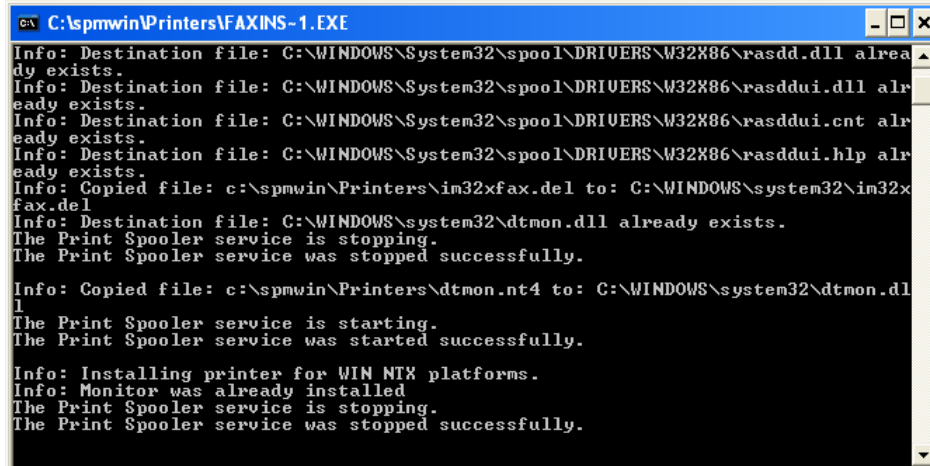 C:\spmwin\Printers\FAXINS~1.EXE
Info: Destination file: C:\WINDOWS\System32\spool\DRIVERS\W32X86\rasdd.dll alrea
dy exists.
Info: Destination file: C:\WINDOWS\System32\spool\DRIVERS\W32X86\rasddui.dll alr
eady exists.
Info: Destination file: C:\WINDOWS\System32\spool\DRIVERS\W32X86\rasddui.cnt alr
eady exists.
Info: Destination file: C:\WINDOWS\System32\spool\DRIVERS\W32X86\rasddui.hlp alr
eady exists.
Info: Copied file: c:\spmwin\Printers\im32xfax.del to: C:\WINDOWS\system32\im32x
fax.del
Info: Destination file: C:\WINDOWS\system32\dtmon.dll already exists.
The Print Spooler service is stopping.
The Print Spooler service was stopped successfully.
Info: Copied file: c:\spmwin\Printers\dtmon.nt4 to: C:\WINDOWS\system32\dtmon.dl
l
The Print Spooler service is starting.
The Print Spooler service was started successfully.
Info: Installing printer for WIN NTX platforms.
Info: Monitor was already installed
The Print Spooler service is stopping.
The Print Spooler service was stopped successfully.